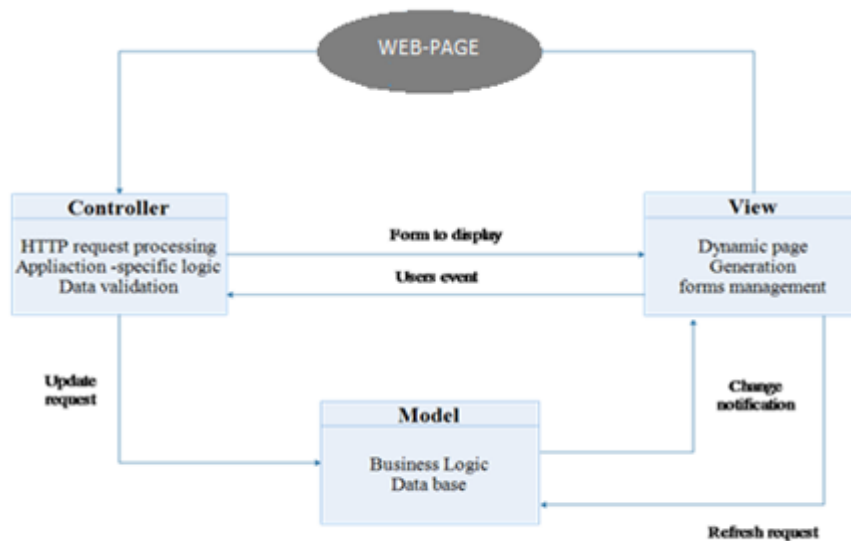 WEB-PAGE
Controller
HTTP request processing
Appliaction -specific logic
Data validation
Form to display
Users event
View
Dynamic page
Generation
forms management
Update
request
Change
notification
Model
Business Logic
Data base
Refresh request